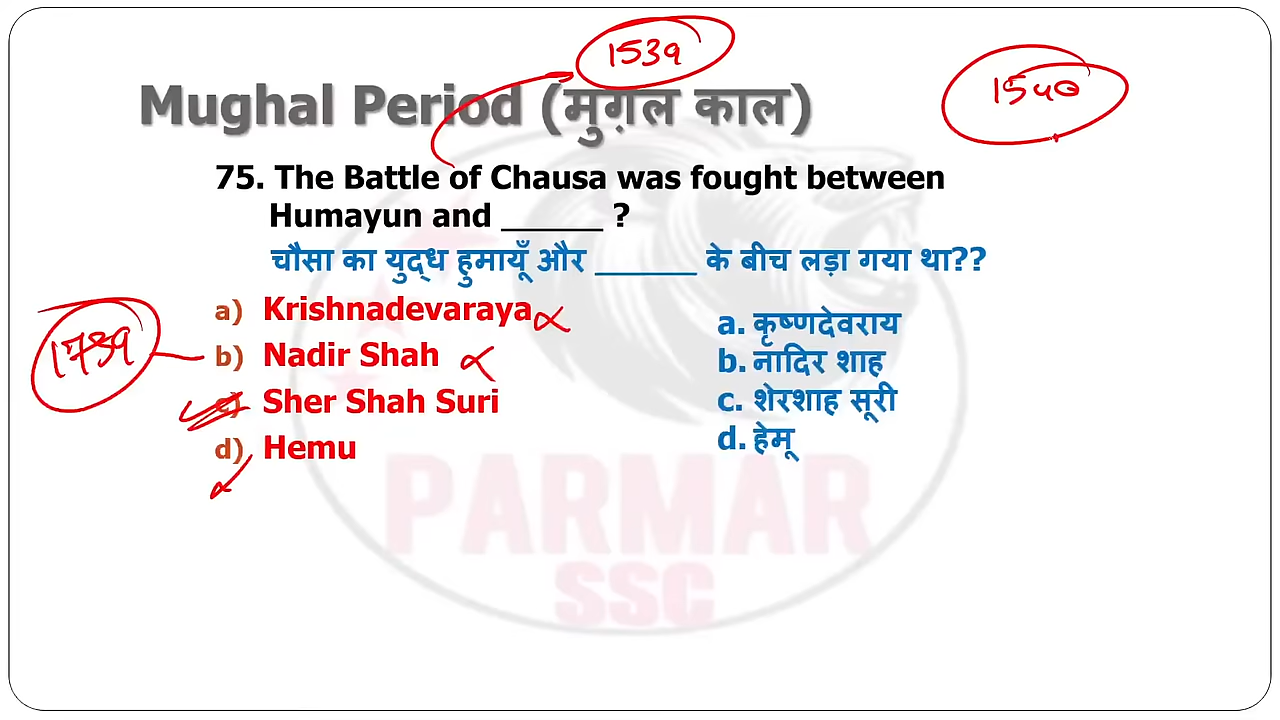 1539
1540
Mughal Period (मुग़ल काल)
75. The Battle of Chausa was fought between
Humayun and ______ ?
चौसा का युद्ध हुमायूँ और ______ के बीच लड़ा गया था??
a) Krishnadevaraya
b) Nadir Shah
c) Sher Shah Suri
d) Hemu
1739
a. कृष्णदेवराय
b. नादिर शाह
c. शेरशाह सूरी
d. हेमू
PARMAR
SSC